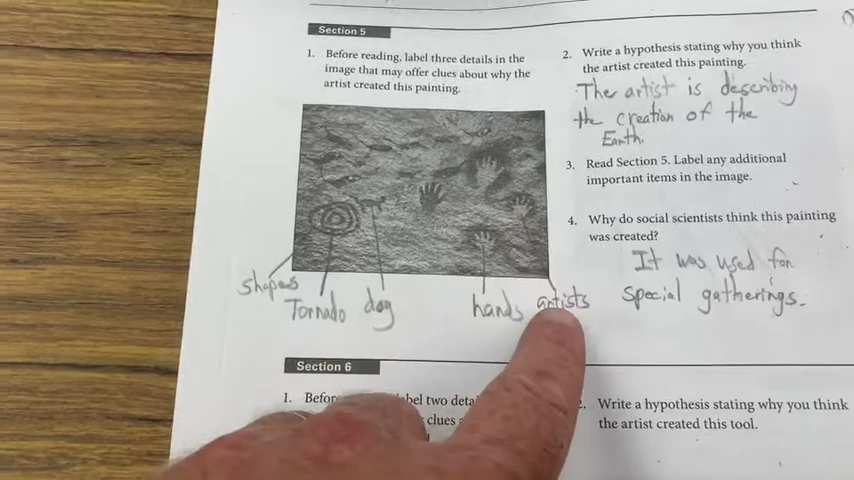 Section 5
1. Before reading, label three details in the
image that may offer clues about why the
artist created this painting.
shapes
Tornado
dog
hands
artists
2. Write a hypothesis stating why you think
the artist created this painting.
The artist is describing
the creation of the
Earth.
3. Read Section 5. Label any additional
important items in the image.
4. Why do social scientists think this painting
was created?
It was used for
special gatherings.
Section 6
1. Before label two
clues
2. Write a hypothesis stating why you think
the artist created this tool.